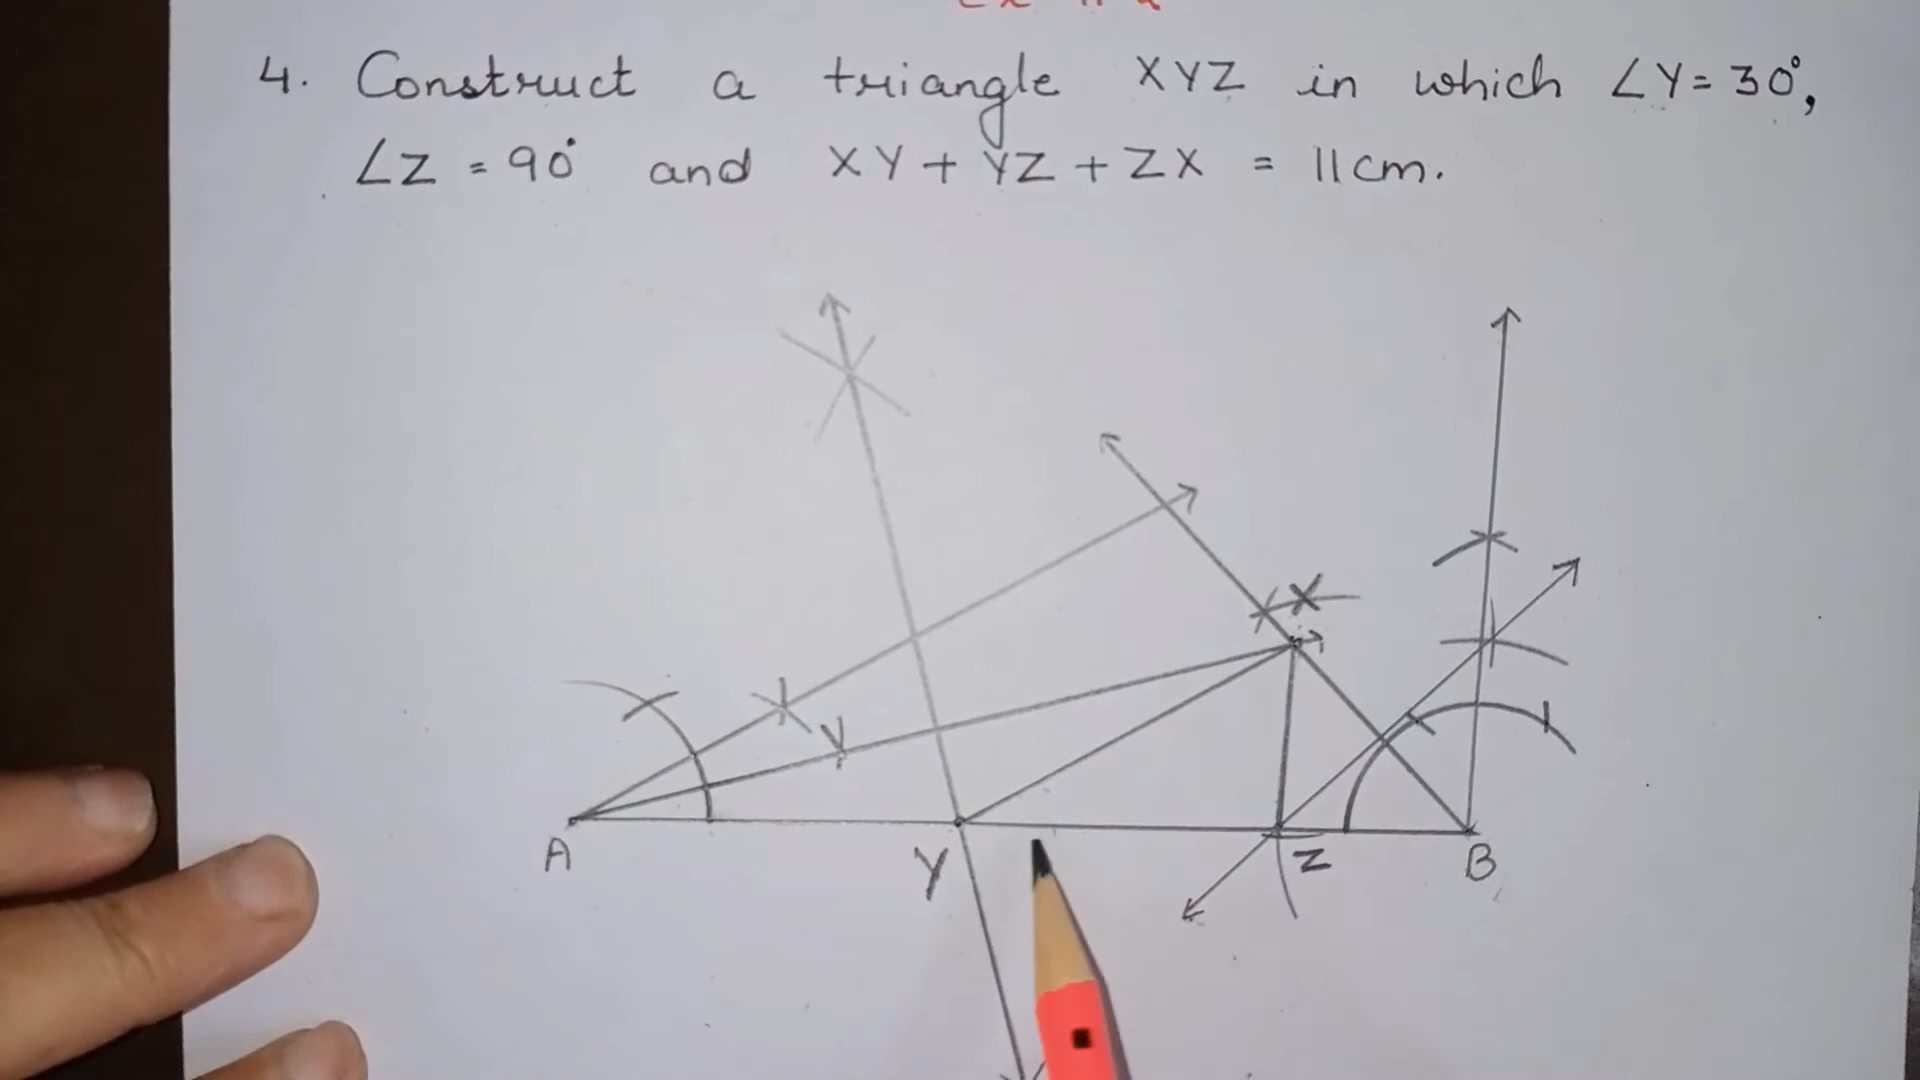 4. Construct a triangle XYZ in which ∠Y = 30°,
∠Z = 90° and XY + YZ + ZX = 11cm.
X
A
Y
Z
B